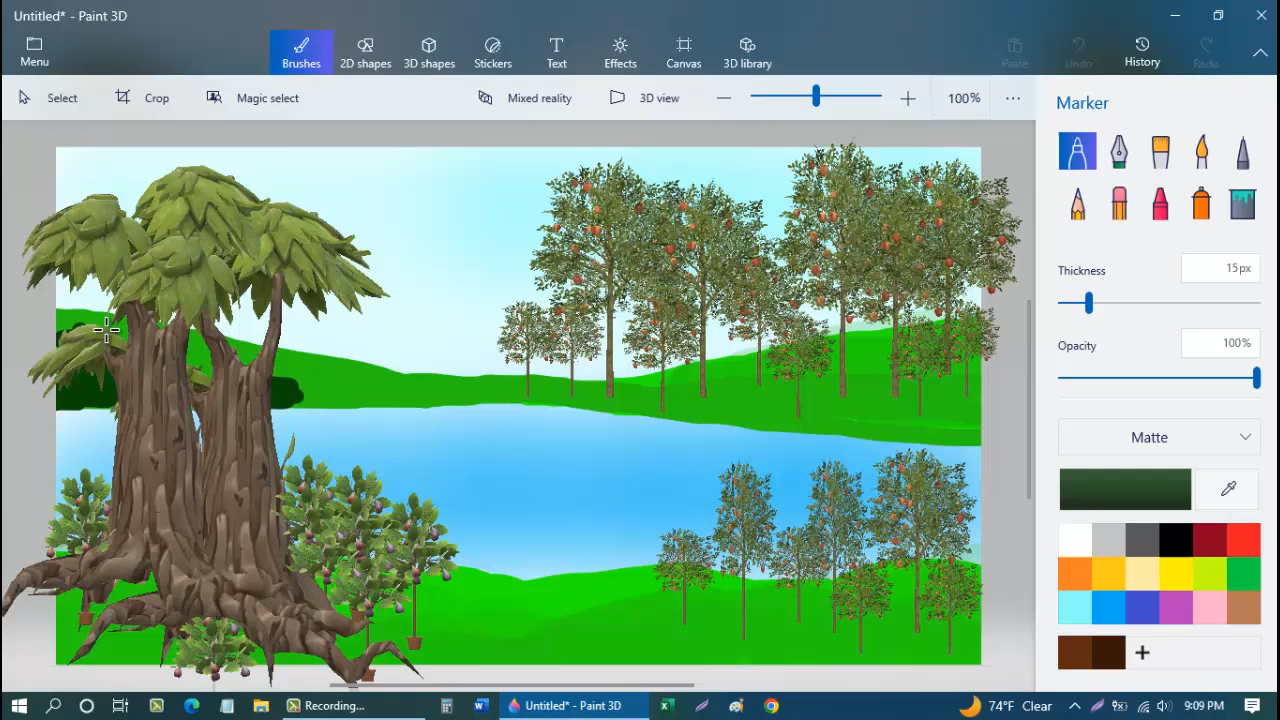 Untitled* - Paint 3D
Menu
Brushes
2D shapes
3D shapes
Stickers
Text
Effects
Canvas
3D library
Paste
Undo
History
Redo
Select
Crop
Magic select
Mixed reality
3D view
100%
Marker
Thickness
15px
Opacity
100%
Matte
Recording...
Untitled* - Paint 3D
74°F Clear
9:09 PM